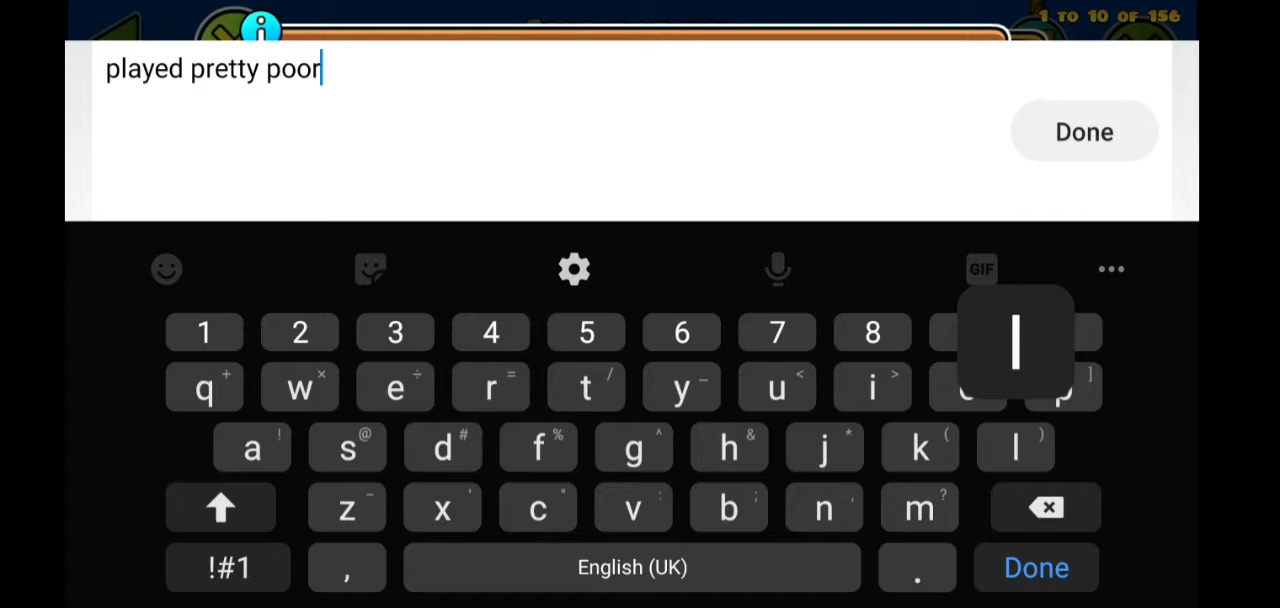 1 TO 10 OF 156
played pretty poor
Done
GIF
l
1 2 3 4 5 6 7 8
q + w × e ÷ r = t / y _ u < i > p ]
a ! s @ d # f % g ^ h & j * k ( l )
z - x ' c " v : b ; n , m ?
!#1 , English (UK) . Done